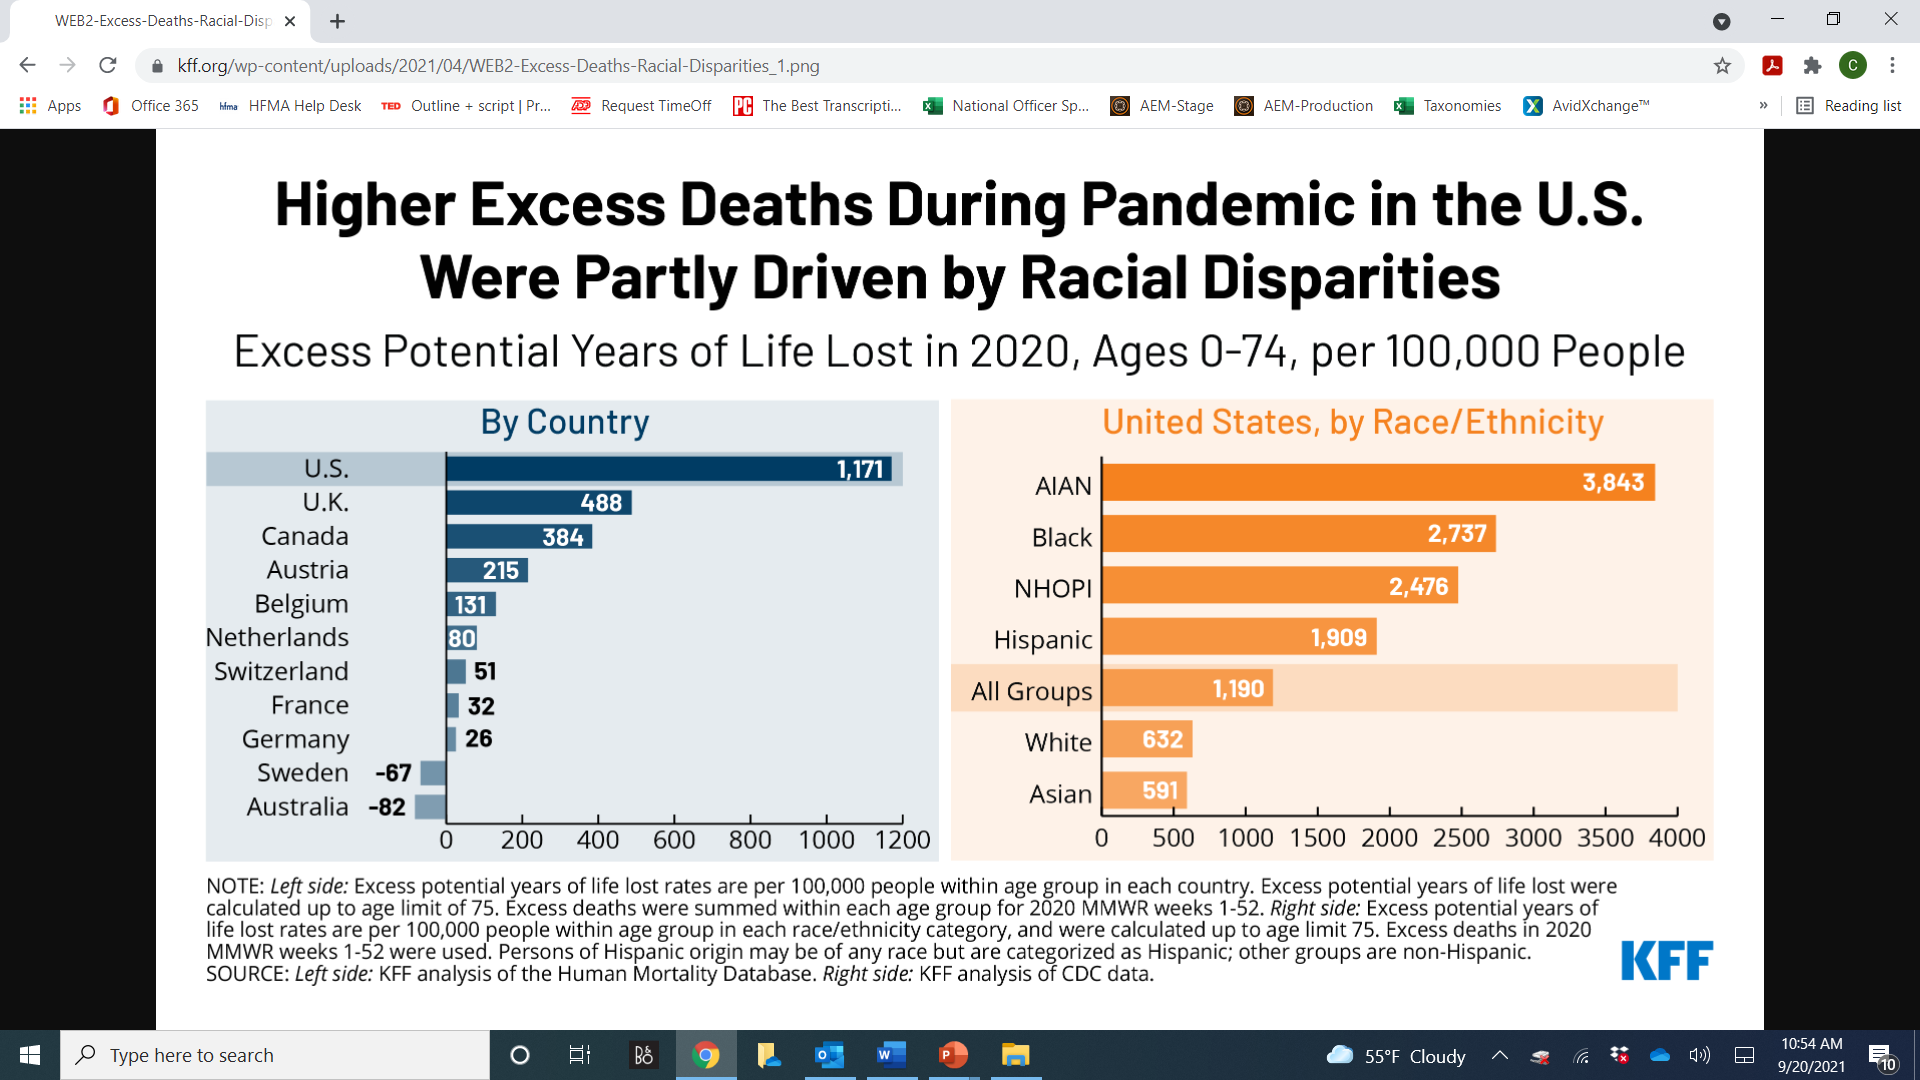 WEB2-Excess-Deaths-Racial-Disp
kff.org/wp-content/uploads/2021/04/WEB2-Excess-Deaths-Racial-Disparities_1.png
C
Apps Office 365 hfma HFMA Help Desk TED Outline + script | Pr... ADP Request TimeOff PC The Best Transcripti... National Officer Sp... AEM-Stage AEM-Production Taxonomies AvidXchange™ » Reading list
Higher Excess Deaths During Pandemic in the U.S.
Were Partly Driven by Racial Disparities
Excess Potential Years of Life Lost in 2020, Ages 0-74, per 100,000 People
By Country
U.S. 1,171
U.K. 488
Canada 384
Austria 215
Belgium 131
Netherlands 80
Switzerland 51
France 32
Germany 26
Sweden -67
Australia -82
0 200 400 600 800 1000 1200
United States, by Race/Ethnicity
AIAN 3,843
Black 2,737
NHOPI 2,476
Hispanic 1,909
All Groups 1,190
White 632
Asian 591
0 500 1000 1500 2000 2500 3000 3500 4000
NOTE: Left side: Excess potential years of life lost rates are per 100,000 people within age group in each country. Excess potential years of life lost were
calculated up to age limit of 75. Excess deaths were summed within each age group for 2020 MMWR weeks 1-52. Right side: Excess potential years of
life lost rates are per 100,000 people within age group in each race/ethnicity category, and were calculated up to age limit 75. Excess deaths in 2020
MMWR weeks 1-52 were used. Persons of Hispanic origin may be of any race but are categorized as Hispanic; other groups are non-Hispanic.
SOURCE: Left side: KFF analysis of the Human Mortality Database. Right side: KFF analysis of CDC data.
KFF
Type here to search
55°F Cloudy
10:54 AM
9/20/2021
10